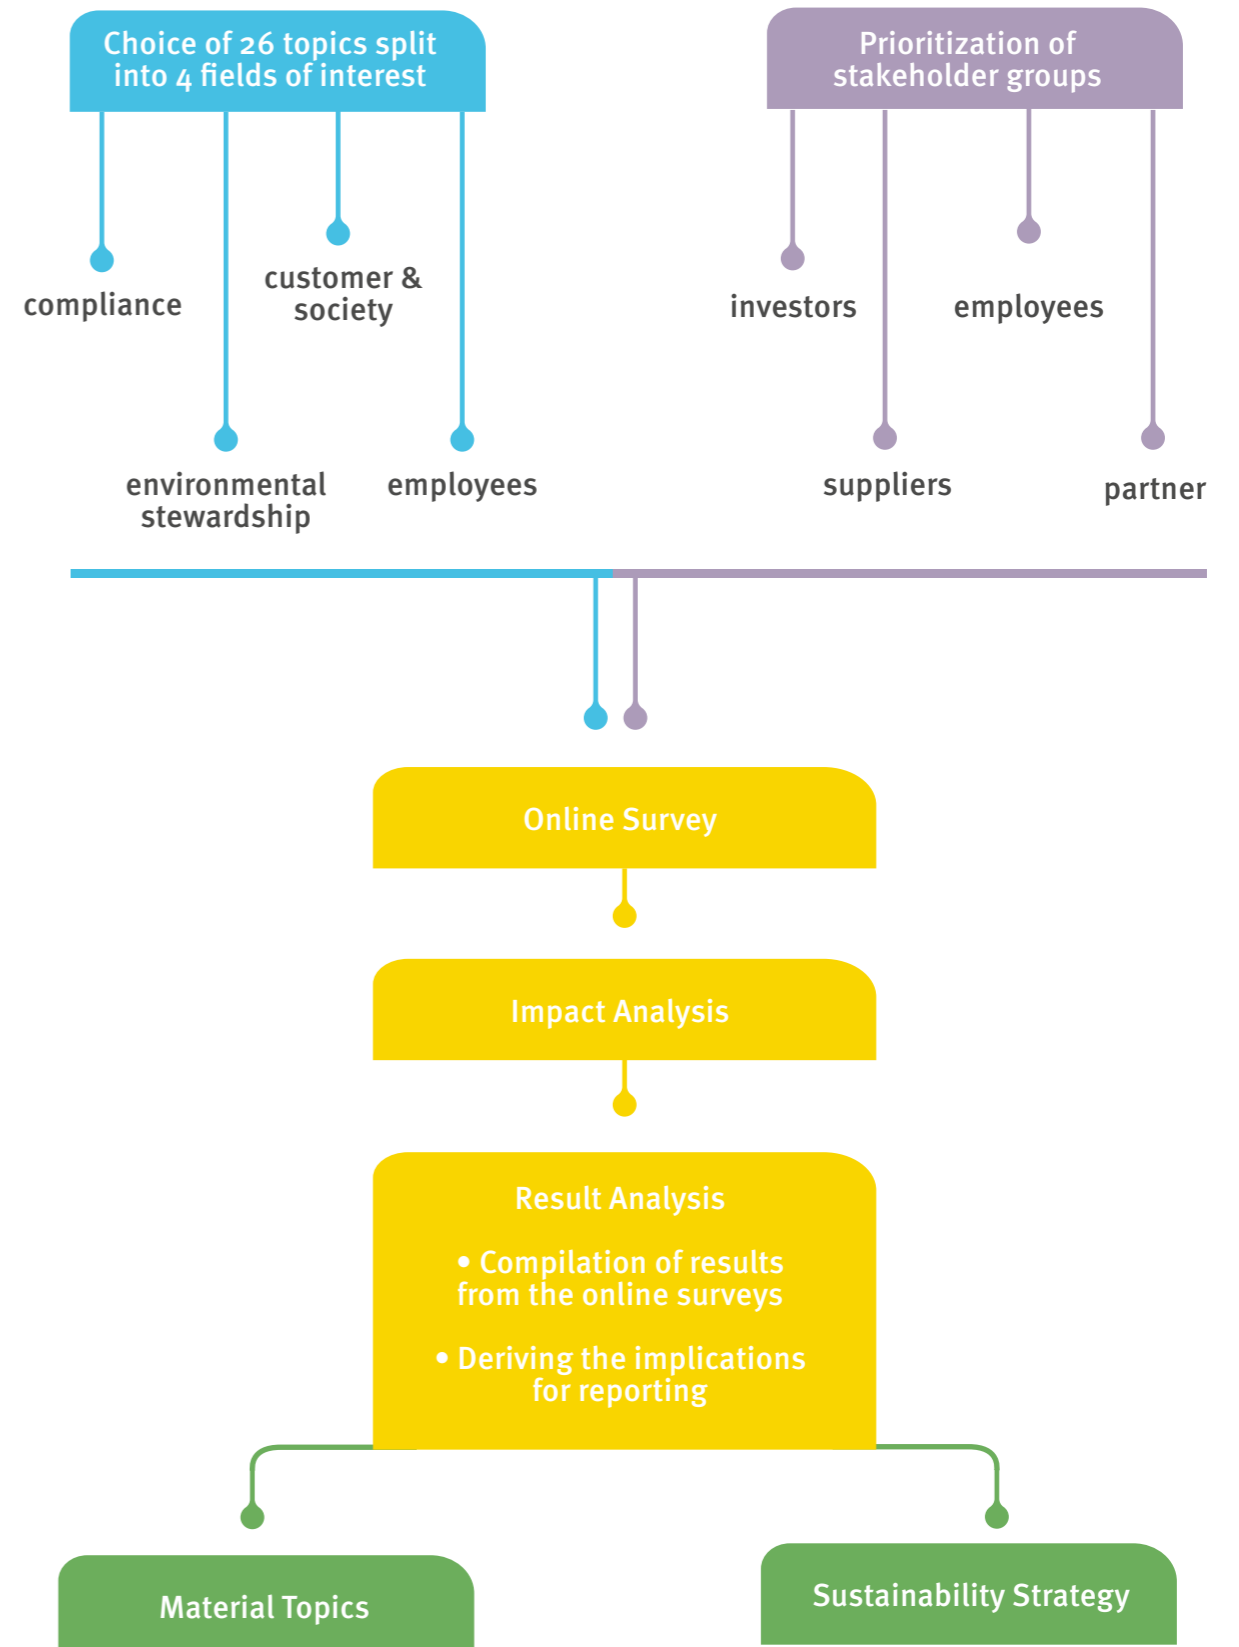 Choice of 26 topics split
into 4 fields of interest
compliance
customer &
society
environmental
stewardship
employees
Prioritization of
stakeholder groups
investors
employees
suppliers
partner
Online Survey
Impact Analysis
Result Analysis
• Compilation of results
from the online surveys
• Deriving the implications
for reporting
Material Topics
Sustainability Strategy